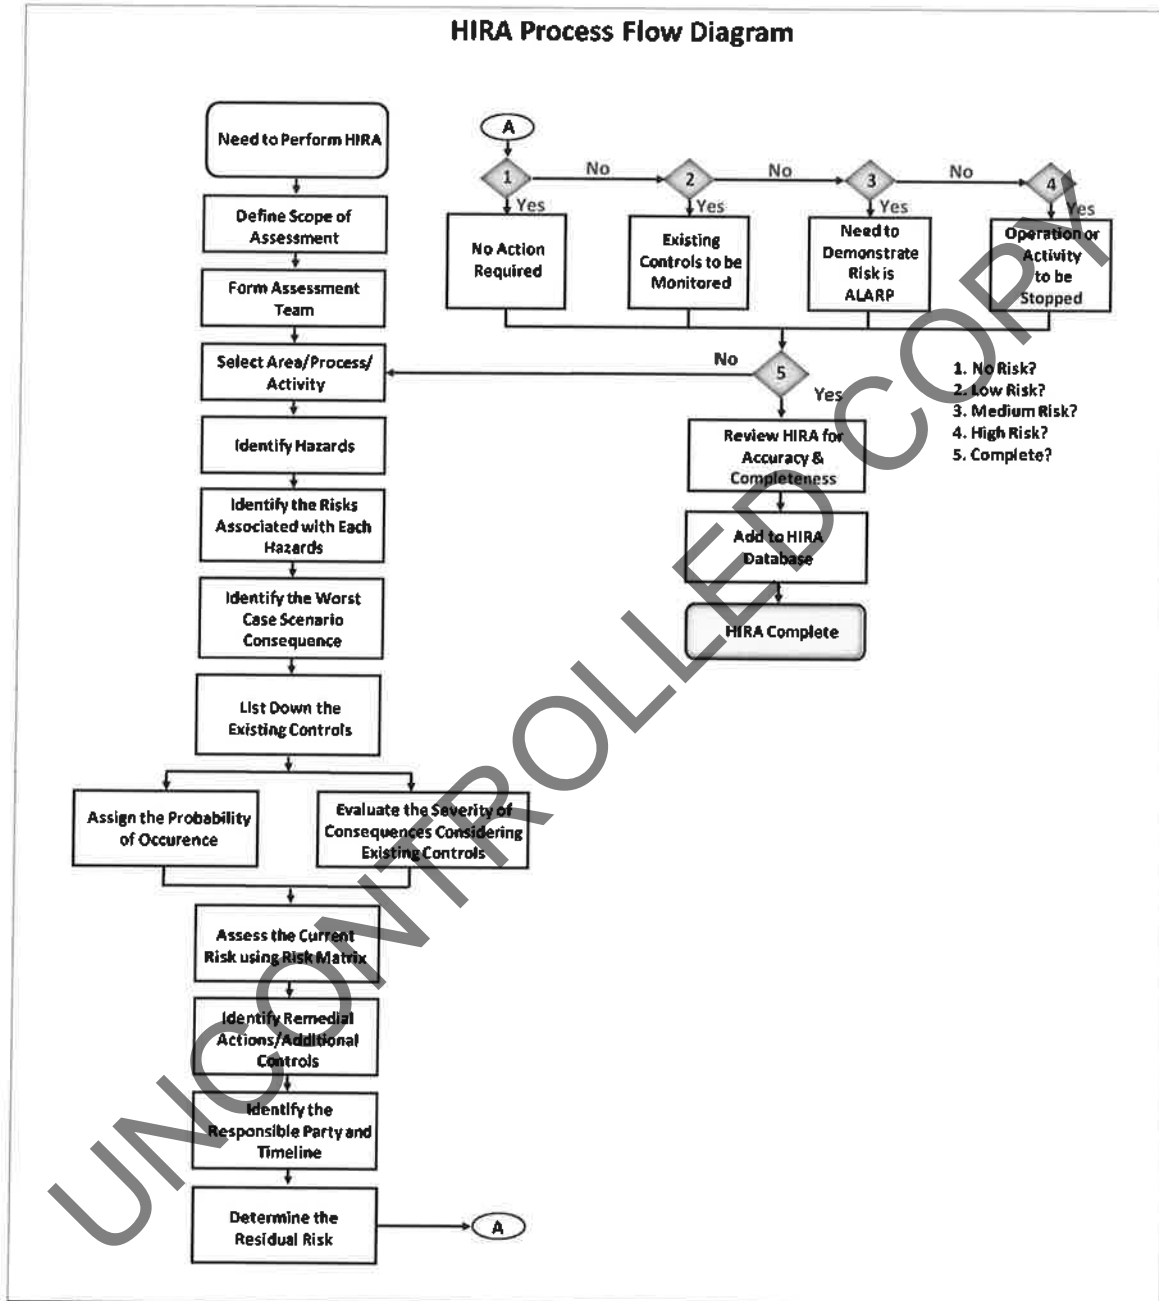 HIRA Process Flow Diagram
Need to Perform HIRA
Define Scope of
Assessment
Form Assessment
Team
Select Area/Process/
Activity
Identify Hazards
Identify the Risks
Associated with Each
Hazards
Identify the Worst
Case Scenario
Consequence
List Down the
Existing Controls
Assign the Probability
of Occurence
Evaluate the Severity of
Consequences Considering
Existing Controls
Assess the Current
Risk using Risk Matrix
Identify Remedial
Actions/Additional
Controls
Identify the
Responsible Party and
Timeline
Determine the
Residual Risk
A
A
1
No
2
No
3
No
4
Yes
Yes
Yes
Yes
No Action
Required
Existing
Controls to be
Monitored
Need to
Demonstrate
Risk is
ALARP
Operation or
Activity
to be
Stopped
No
5
Yes
Review HIRA for
Accuracy &
Completeness
Add to HIRA
Database
HIRA Complete
1. No Risk?
2. Low Risk?
3. Medium Risk?
4. High Risk?
5. Complete?
UNCONTROLLED COPY